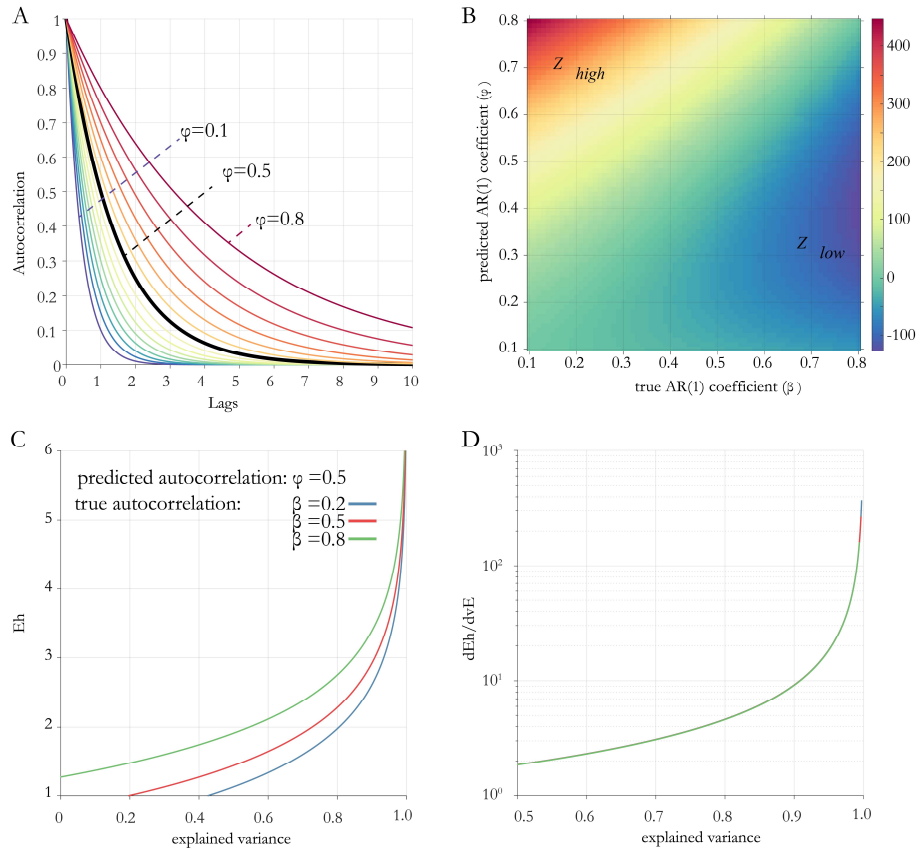 A
1
0.9
0.8
0.7
0.6
0.5
0.4
0.3
0.2
0.1
0
Autocorrelation
φ=0.1
φ=0.5
φ=0.8
0 1 2 3 4 5 6 7 8 9 10
Lags
B
0.8
0.7
0.6
0.5
0.4
0.3
0.2
0.1
predicted AR(1) coefficient (φ)
Z high
Z low
0.1 0.2 0.3 0.4 0.5 0.6 0.7 0.8
true AR(1) coefficient (β )
400
300
200
100
0
-100
C
6
5
4
3
2
1
Eh
predicted autocorrelation: φ =0.5
true autocorrelation:
β =0.2
β =0.5
β =0.8
0 0.2 0.4 0.6 0.8 1.0
explained variance
D
10³
10²
10¹
10⁰
dEh/dvE
0.5 0.6 0.7 0.8 0.9 1.0
explained variance